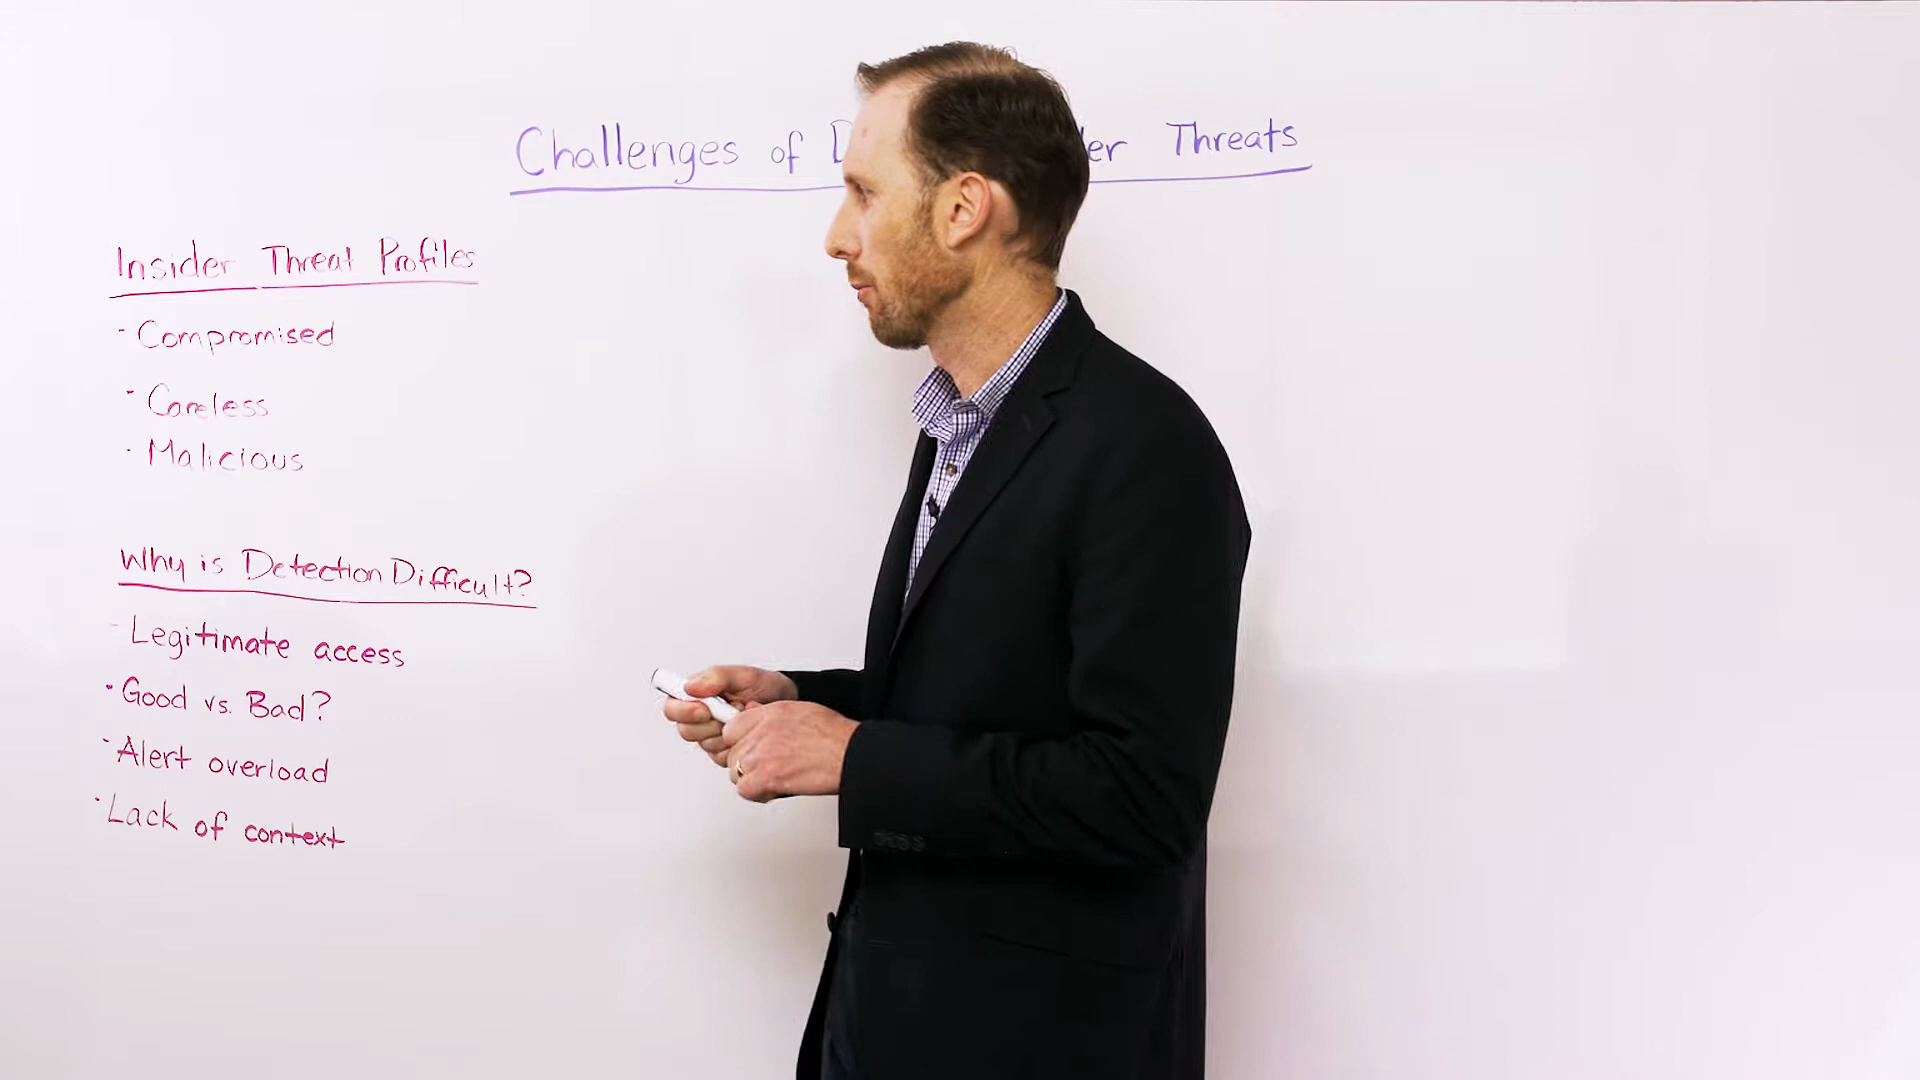 Challenges of D er Threats
Insider Threat Profiles
- Compromised
- Careless
- Malicious
Why is Detection Difficult?
- Legitimate access
- Good vs. Bad?
- Alert overload
- Lack of context